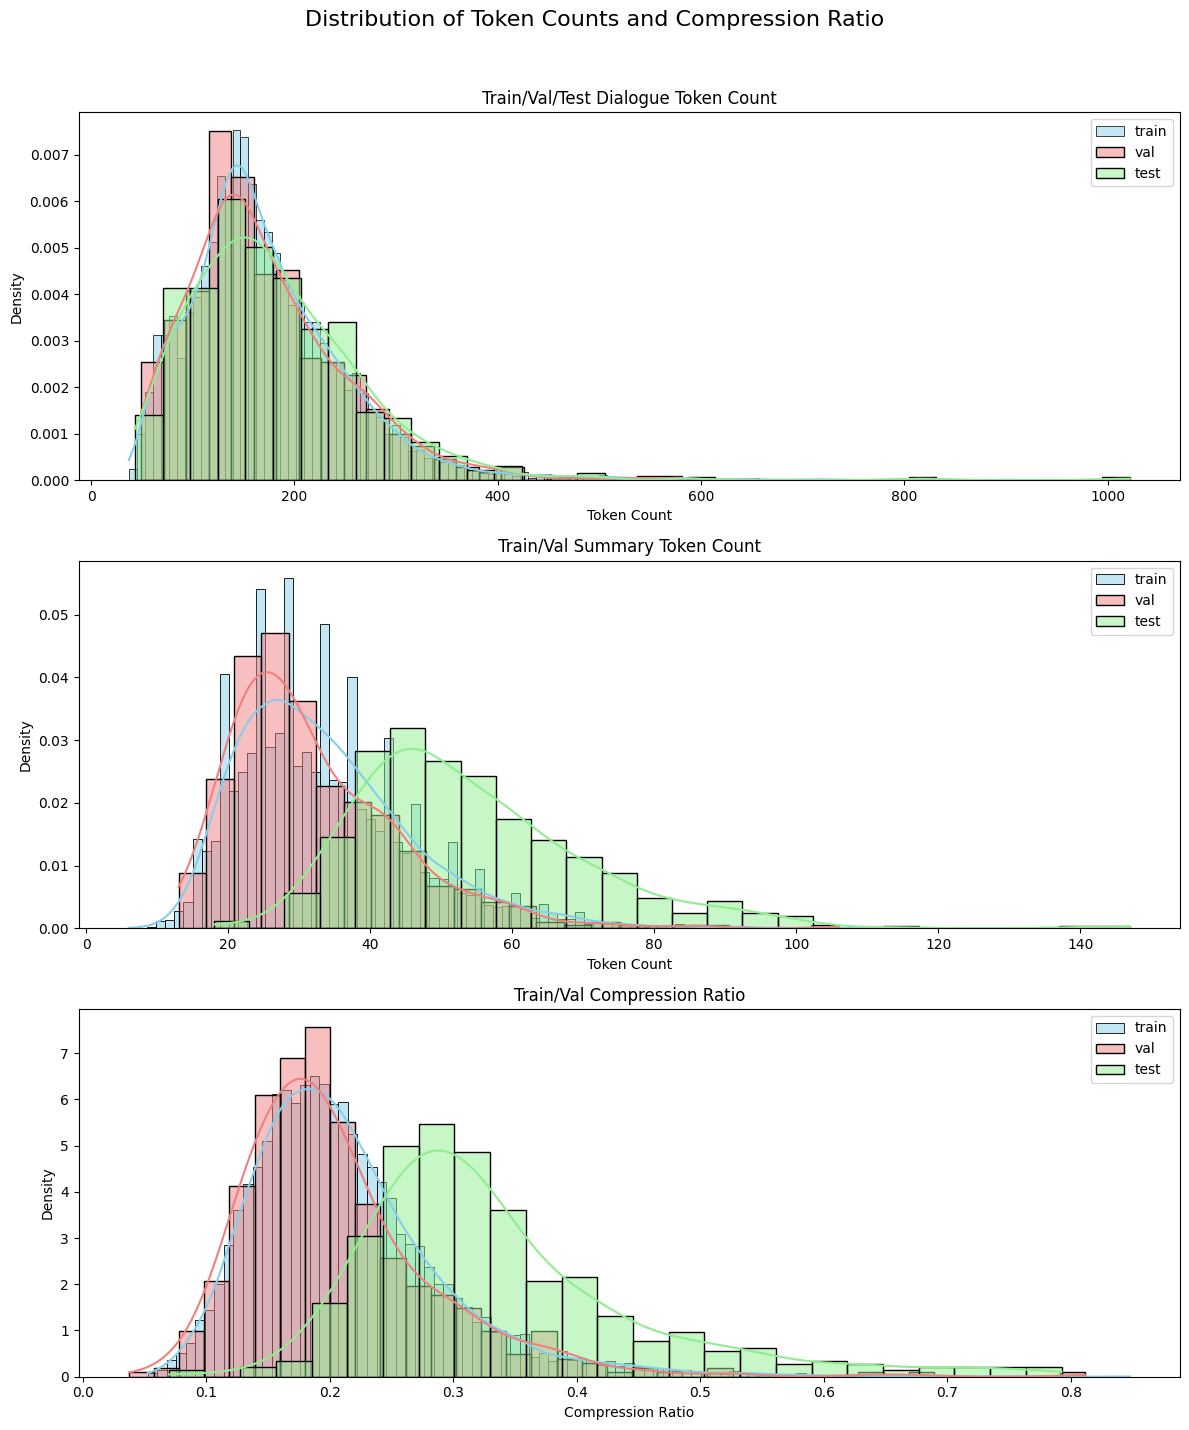 Distribution of Token Counts and Compression Ratio
Train/Val/Test Dialogue Token Count
train
val
test
Density
0.007
0.006
0.005
0.004
0.003
0.002
0.001
0.000
0 200 400 600 800 1000
Token Count
Train/Val Summary Token Count
train
val
test
Density
0.05
0.04
0.03
0.02
0.01
0.00
0 20 40 60 80 100 120 140
Token Count
Train/Val Compression Ratio
train
val
test
Density
7
6
5
4
3
2
1
0
0.0 0.1 0.2 0.3 0.4 0.5 0.6 0.7 0.8
Compression Ratio